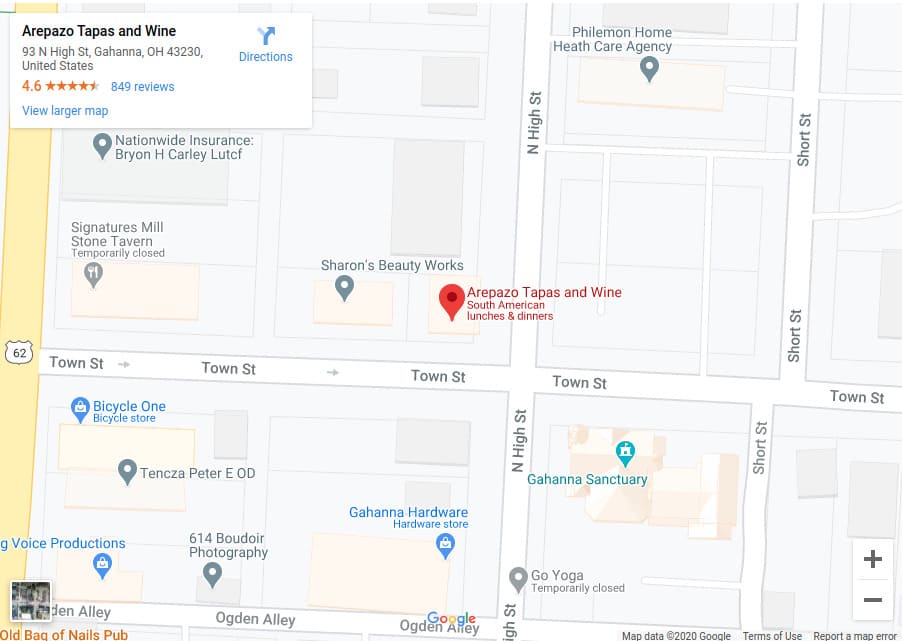 Arepazo Tapas and Wine
93 N High St, Gahanna, OH 43230,
United States
Directions
4.6
849 reviews
View larger map
Philemon Home
Heath Care Agency
N High St
Short St
Nationwide Insurance:
Bryon H Carley Lutcf
Signatures Mill
Stone Tavern
Temporarily closed
Sharon's Beauty Works
Arepazo Tapas and Wine
South American
lunches & dinners
Short St
62
Town St
Town St
Town St
Town St
Town St
Bicycle One
Bicycle store
N High St
Short St
Tencza Peter E OD
Gahanna Sanctuary
Gahanna Hardware
Hardware store
g Voice Productions
614 Boudoir
Photography
Go Yoga
Temporarily closed
den Alley
Ogden Alley
Google
Ogden Alley
igh St
Old Bag of Nails Pub
Map data ©2020 Google
Terms of Use
Report a map error